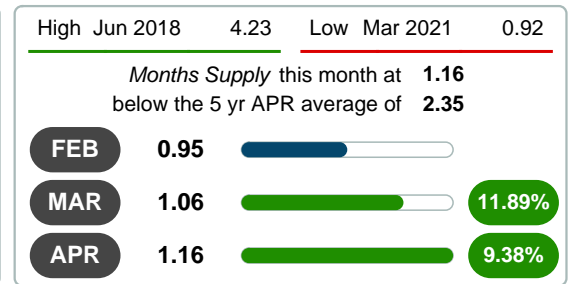 High Jun 2018 4.23 Low Mar 2021 0.92
Months Supply this month at 1.16
below the 5 yr APR average of 2.35
FEB 0.95
MAR 1.06 11.89%
APR 1.16 9.38%